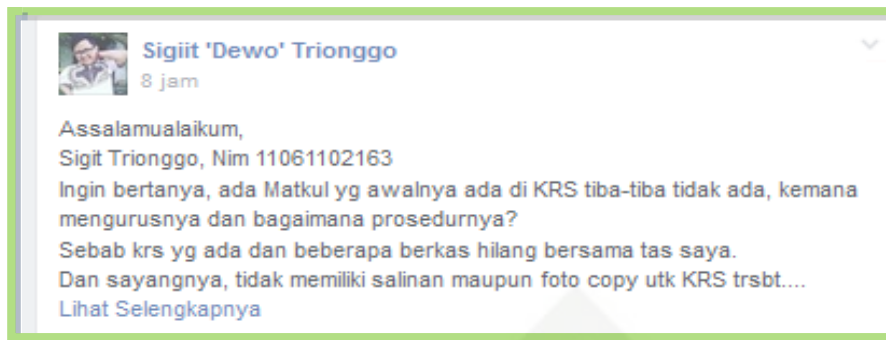 Sigiit 'Dewo' Trionggo
8 jam
Assalamualaikum,
Sigit Trionggo, Nim 11061102163
Ingin bertanya, ada Matkul yg awalnya ada di KRS tiba-tiba tidak ada, kemana
mengurusnya dan bagaimana prosedurnya?
Sebab krs yg ada dan beberapa berkas hilang bersama tas saya.
Dan sayangnya, tidak memiliki salinan maupun foto copy utk KRS trsbt....
Lihat Selengkapnya